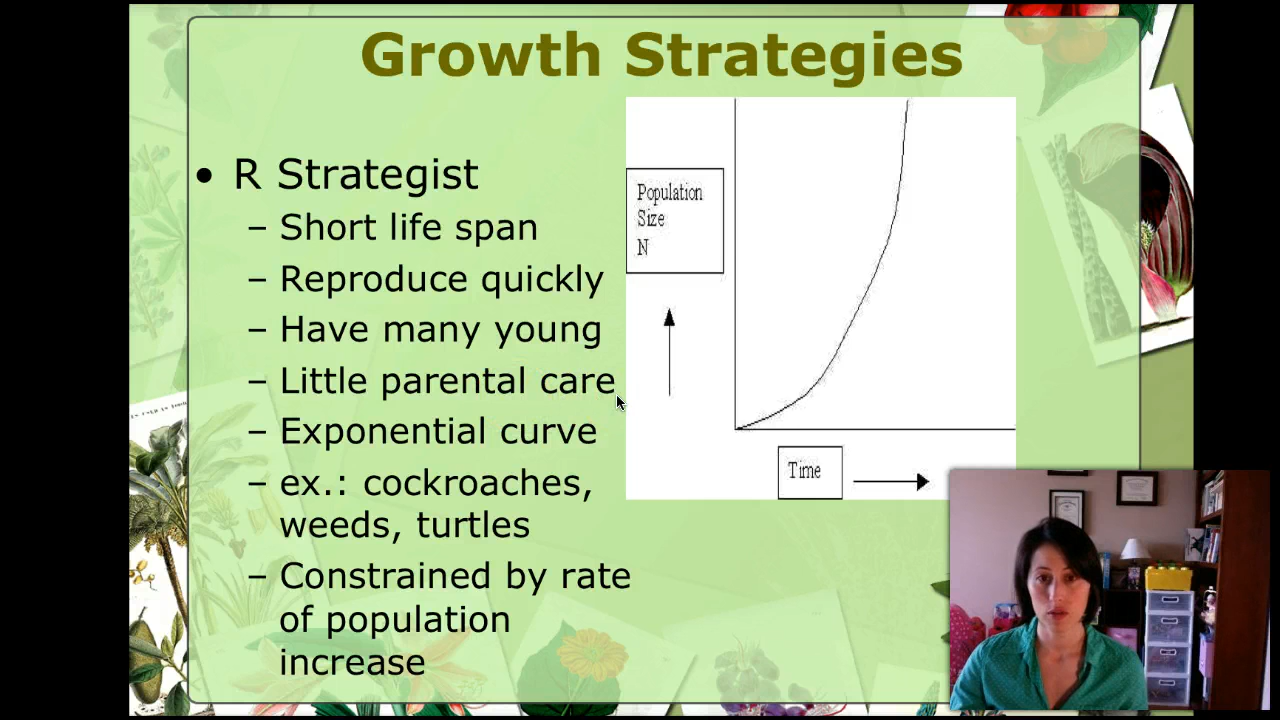 Growth Strategies
• R Strategist
– Short life span
– Reproduce quickly
– Have many young
– Little parental care
– Exponential curve
– ex.: cockroaches,
weeds, turtles
– Constrained by rate
of population
increase
Population
Size
N
Time